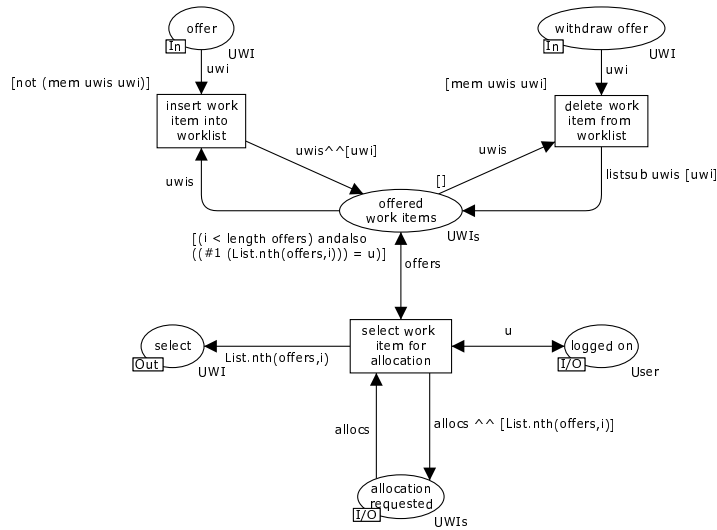 offer
In
UWI
uwi
[not (mem uwis uwi)]
insert work
item into
worklist
uwis^^[uwi]
uwis
withdraw offer
In
UWI
uwi
[mem uwis uwi]
delete work
item from
worklist
uwis
listsub uwis [uwi]
[]
offered
work items
UWIs
[(i < length offers) andalso
((#1 (List.nth(offers,i))) = u)]
offers
select
Out
UWI
List.nth(offers,i)
select work
item for
allocation
u
logged on
I/O
User
allocs
allocs ^^ [List.nth(offers,i)]
allocation
requested
I/O
UWIs